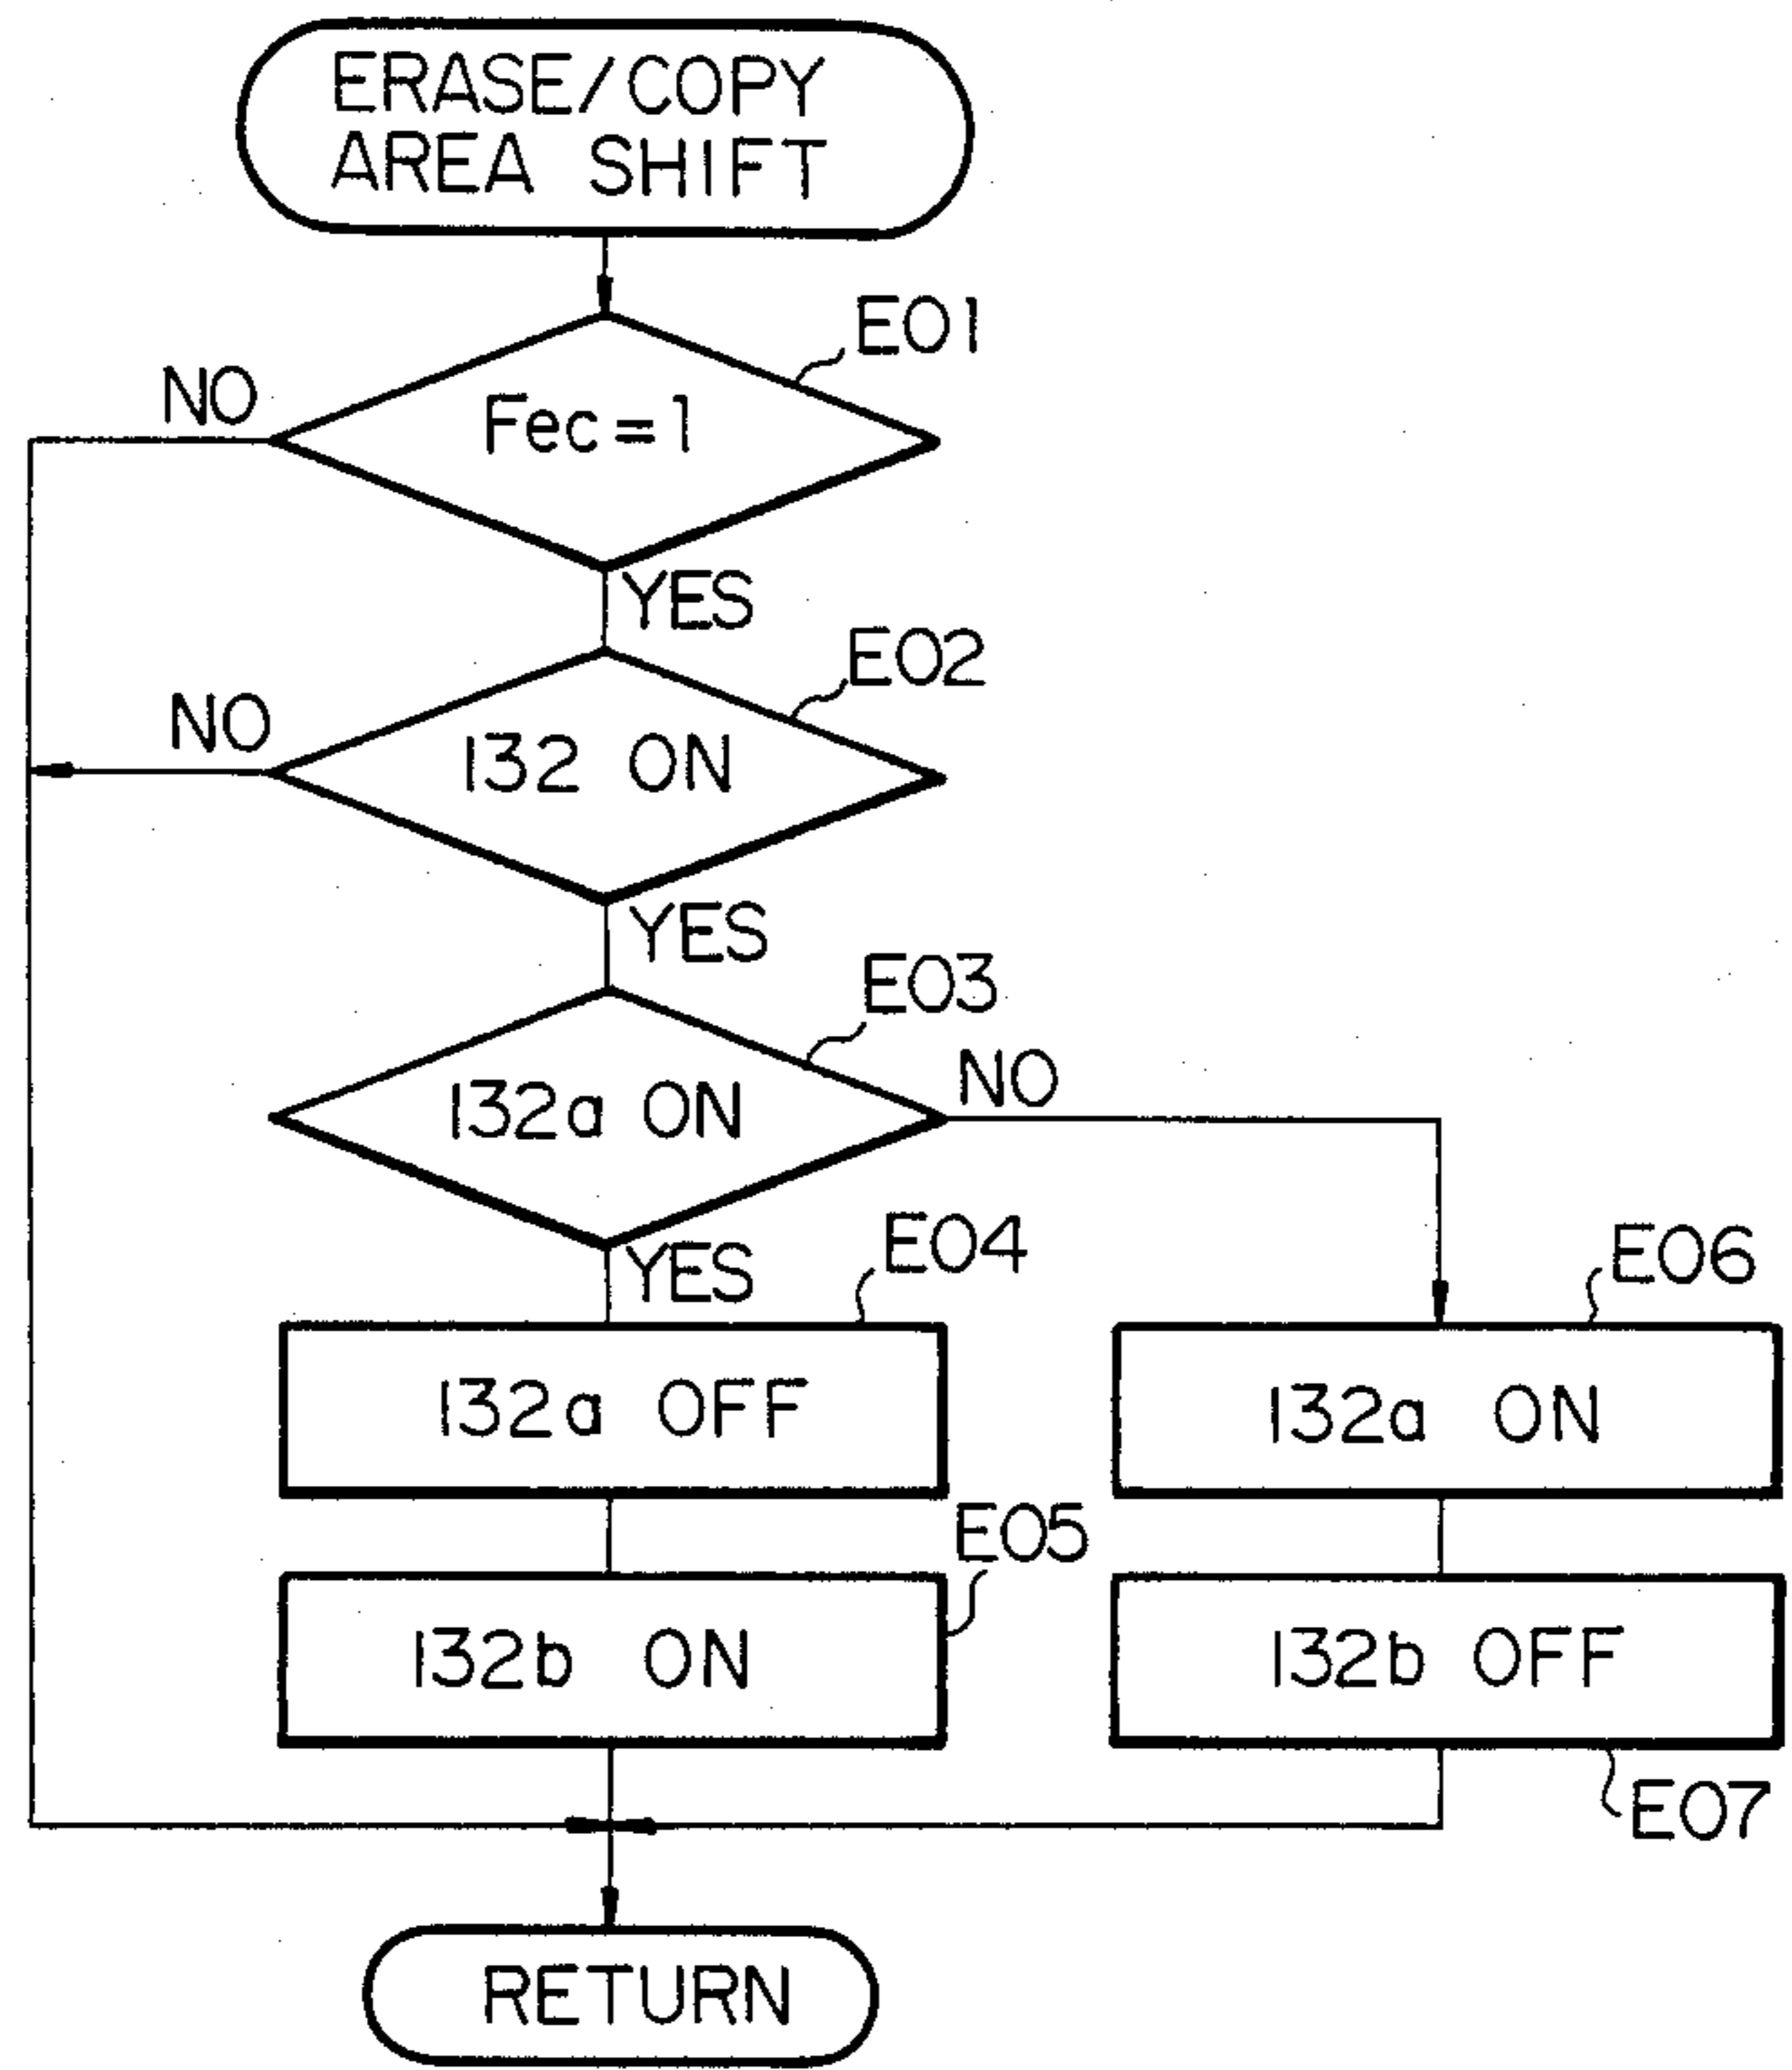 ERASE/COPY
AREA SHIFT
E01
NO
Fec=1
YES
E02
NO
132 ON
YES
E03
NO
132a ON
YES
E04
E06
132a OFF
132a ON
E05
132b ON
132b OFF
E07
RETURN